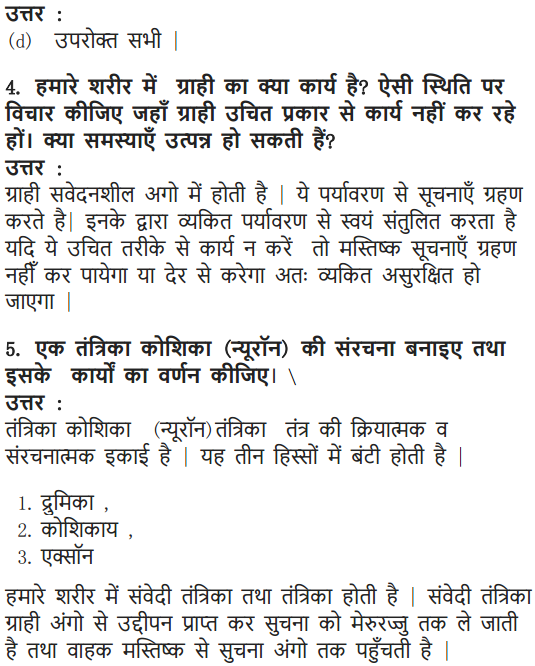 उत्तर :
(d) उपरोक्त सभी |
4. हमारे शरीर में ग्राही का क्या कार्य है? ऐसी स्थिति पर
विचार कीजिए जहाँ ग्राही उचित प्रकार से कार्य नहीं कर रहे
हों। क्या समस्याएँ उत्पन्न हो सकती हैं?
उत्तर :
ग्राही सवेदनशील अगो में होती है | ये पर्यावरण से सूचनाएँ ग्रहण
करते है| इनके द्वारा व्यकित पर्यावरण से स्वयं संतुलित करता है
यदि ये उचित तरीके से कार्य न करें तो मस्तिष्क सूचनाएँ ग्रहण
नहीं कर पायेगा या देर से करेगा अतः व्यकित असुरक्षित हो
जाएगा |
5. एक तंत्रिका कोशिका (न्यूरॉन) की संरचना बनाइए तथा
इसके कार्यों का वर्णन कीजिए। \
उत्तर :
तंत्रिका कोशिका (न्यूरॉन)तंत्रिका तंत्र की क्रियात्मक व
संरचनात्मक इकाई है | यह तीन हिस्सों में बंटी होती है |
1. द्रुमिका ,
2. कोशिकाय ,
3. एक्सॉन
हमारे शरीर में संवेदी तंत्रिका तथा तंत्रिका होती है | संवेदी तंत्रिका
ग्राही अंगो से उद्दीपन प्राप्त कर सुचना को मेरुरज्जु तक ले जाती
है तथा वाहक मस्तिष्क से सुचना अंगो तक पहुँचती है |